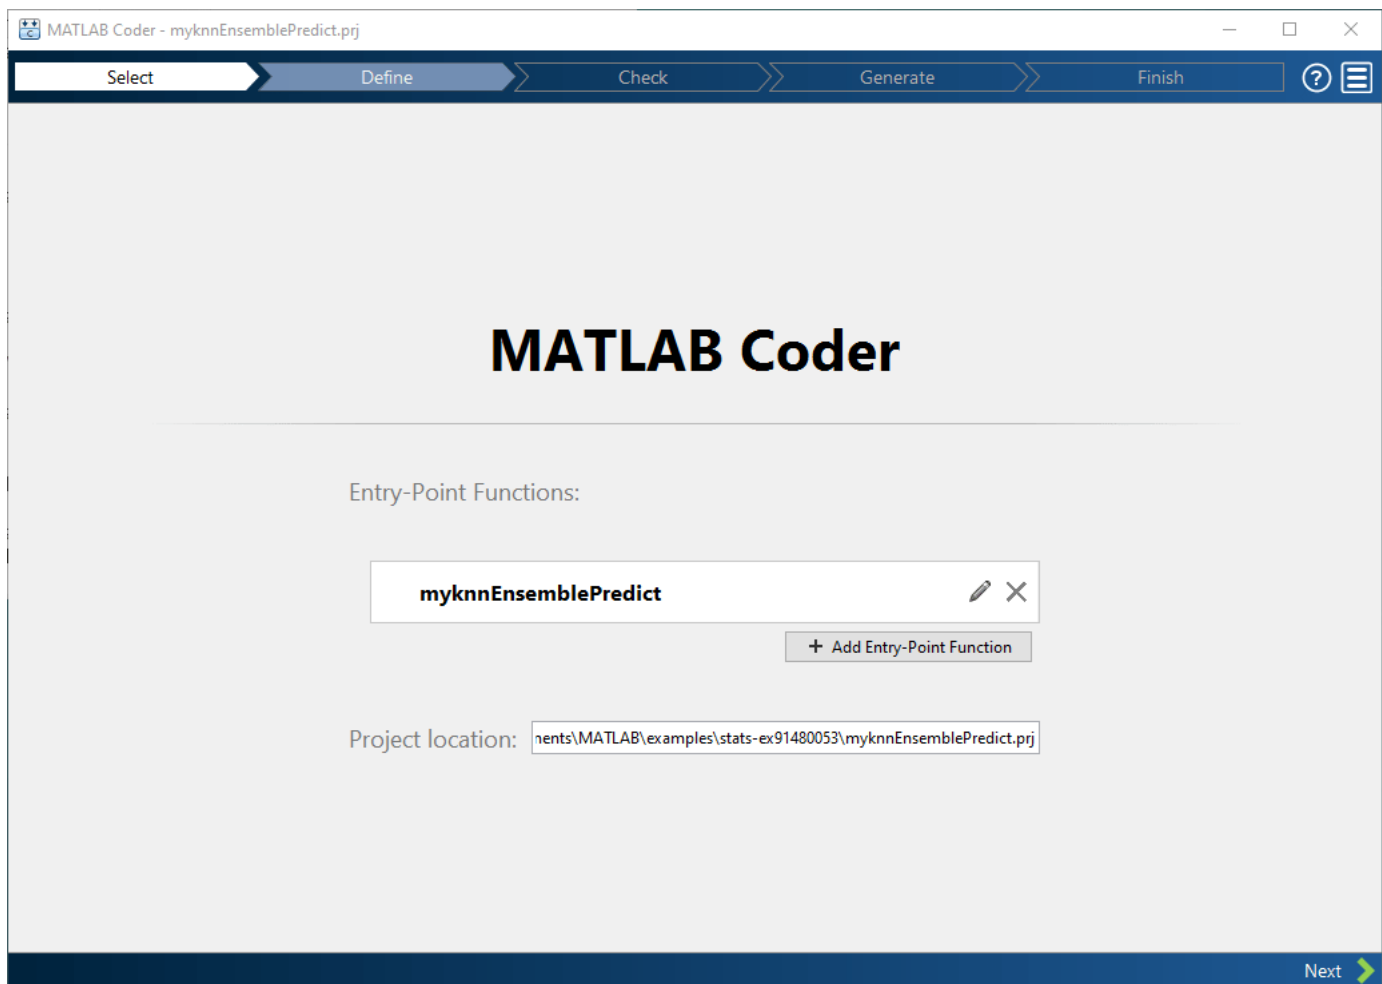 MATLAB Coder - myknnEnsemblePredict.prj
Select Define Check Generate Finish ?
MATLAB Coder
Entry-Point Functions:
myknnEnsemblePredict
+ Add Entry-Point Function
Project location: nents\MATLAB\examples\stats-ex91480053\myknnEnsemblePredict.prj
Next